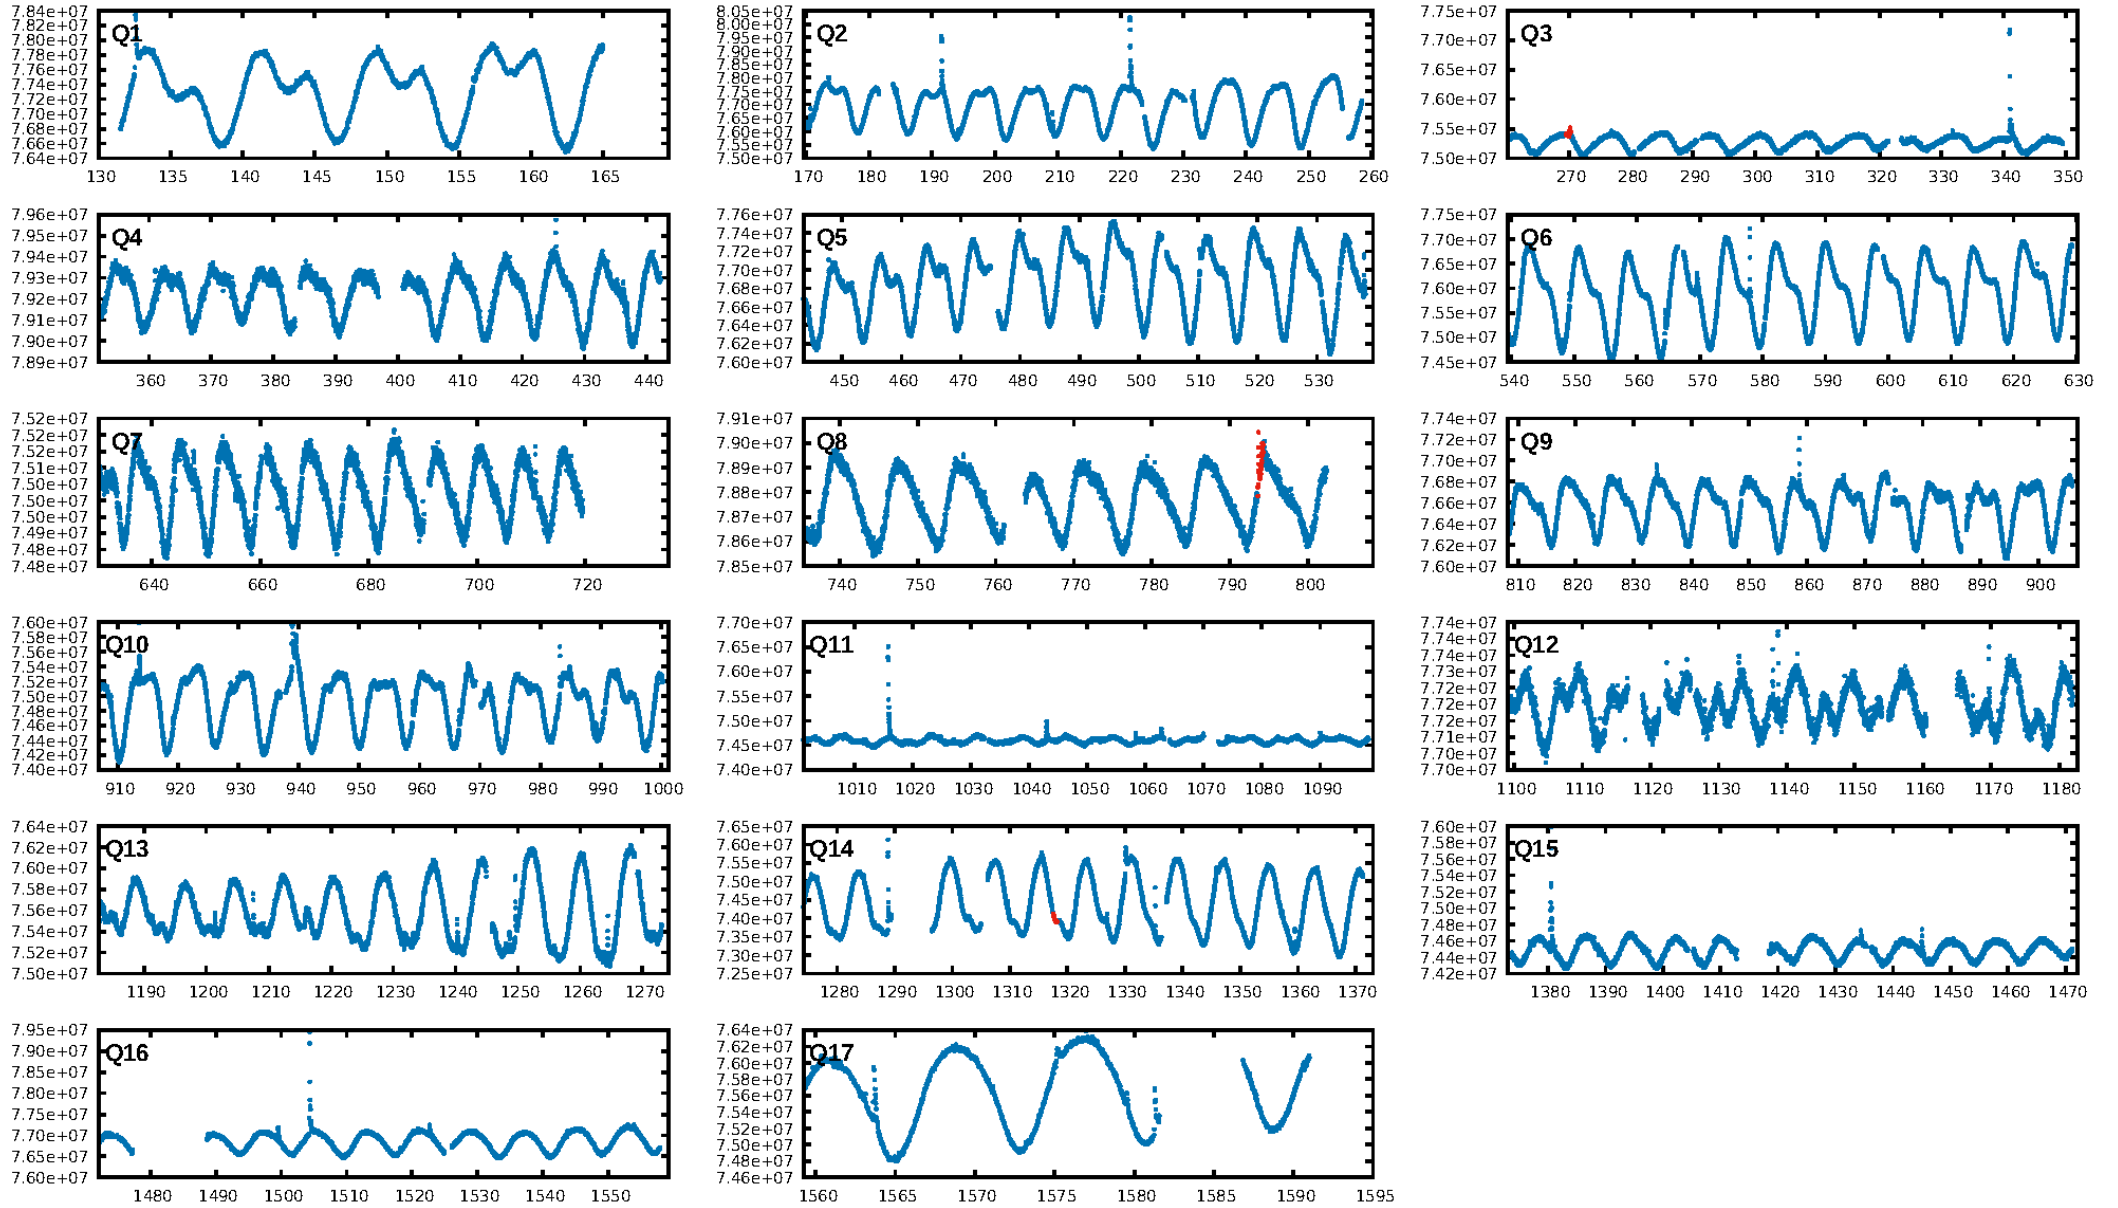 7.84e+07
7.82e+07
7.80e+07
7.78e+07
7.76e+07
7.74e+07
7.72e+07
7.70e+07
7.68e+07
7.66e+07
7.64e+07
Q1
130 135 140 145 150 155 160 165
8.05e+07
8.00e+07
7.95e+07
7.90e+07
7.85e+07
7.80e+07
7.75e+07
7.70e+07
7.65e+07
7.60e+07
7.55e+07
7.50e+07
Q2
170 180 190 200 210 220 230 240 250 260
7.75e+07
7.70e+07
7.65e+07
7.60e+07
7.55e+07
7.50e+07
Q3
270 280 290 300 310 320 330 340 350
7.96e+07
7.95e+07
7.94e+07
7.93e+07
7.92e+07
7.91e+07
7.90e+07
7.89e+07
Q4
360 370 380 390 400 410 420 430 440
7.76e+07
7.74e+07
7.72e+07
7.70e+07
7.68e+07
7.66e+07
7.64e+07
7.62e+07
7.60e+07
Q5
450 460 470 480 490 500 510 520 530
7.75e+07
7.70e+07
7.65e+07
7.60e+07
7.55e+07
7.50e+07
7.45e+07
Q6
540 550 560 570 580 590 600 610 620 630
7.52e+07
7.52e+07
7.52e+07
7.51e+07
7.50e+07
7.50e+07
7.50e+07
7.49e+07
7.48e+07
7.48e+07
Q7
640 660 680 700 720
7.91e+07
7.90e+07
7.89e+07
7.88e+07
7.87e+07
7.86e+07
7.85e+07
Q8
740 750 760 770 780 790 800
7.74e+07
7.72e+07
7.70e+07
7.68e+07
7.66e+07
7.64e+07
7.62e+07
7.60e+07
Q9
810 820 830 840 850 860 870 880 890 900
7.60e+07
7.58e+07
7.56e+07
7.54e+07
7.52e+07
7.50e+07
7.48e+07
7.46e+07
7.44e+07
7.42e+07
7.40e+07
Q10
910 920 930 940 950 960 970 980 990 1000
7.70e+07
7.65e+07
7.60e+07
7.55e+07
7.50e+07
7.45e+07
7.40e+07
Q11
1010 1020 1030 1040 1050 1060 1070 1080 1090
7.74e+07
7.74e+07
7.74e+07
7.73e+07
7.72e+07
7.72e+07
7.72e+07
7.71e+07
7.70e+07
7.70e+07
Q12
1100 1110 1120 1130 1140 1150 1160 1170 1180
7.64e+07
7.62e+07
7.60e+07
7.58e+07
7.56e+07
7.54e+07
7.52e+07
7.50e+07
Q13
1190 1200 1210 1220 1230 1240 1250 1260 1270
7.65e+07
7.60e+07
7.55e+07
7.50e+07
7.45e+07
7.40e+07
7.35e+07
7.30e+07
7.25e+07
Q14
1280 1290 1300 1310 1320 1330 1340 1350 1360 1370
7.60e+07
7.58e+07
7.56e+07
7.54e+07
7.52e+07
7.50e+07
7.48e+07
7.46e+07
7.44e+07
7.42e+07
Q15
1380 1390 1400 1410 1420 1430 1440 1450 1460 1470
7.95e+07
7.90e+07
7.85e+07
7.80e+07
7.75e+07
7.70e+07
7.65e+07
7.60e+07
Q16
1480 1490 1500 1510 1520 1530 1540 1550
7.64e+07
7.62e+07
7.60e+07
7.58e+07
7.56e+07
7.54e+07
7.52e+07
7.50e+07
7.48e+07
7.46e+07
Q17
1560 1565 1570 1575 1580 1585 1590 1595